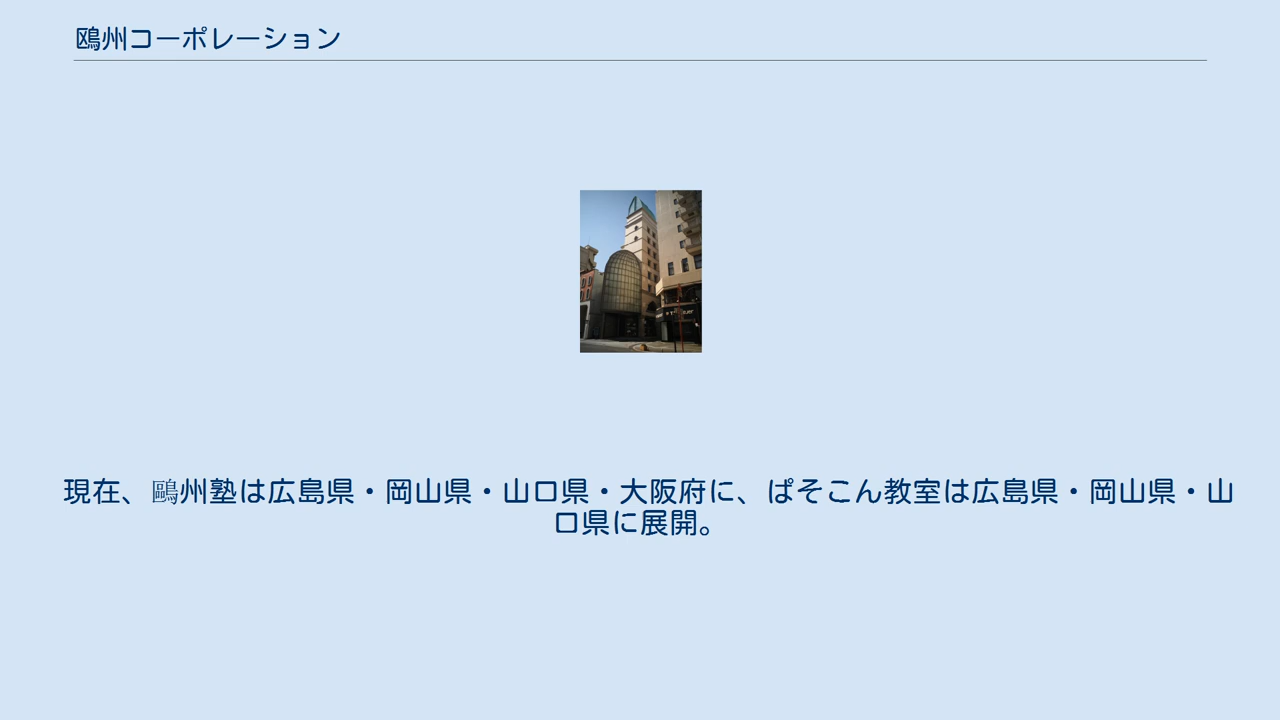 鴎州コーポレーション
現在、鷗州塾は広島県・岡山県・山口県・大阪府に、ぱそこん教室は広島県・岡山県・山
口県に展開。